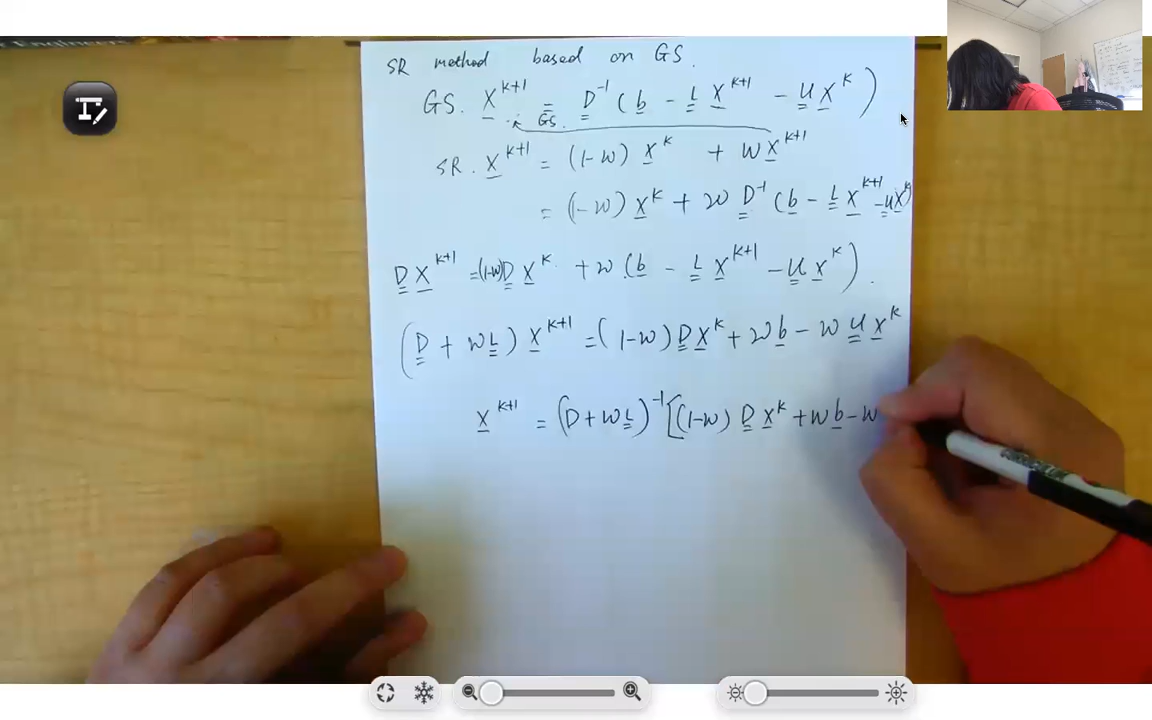 Engineers
SR method based on GS.
GS. X^{k+1} = D^{-1} ( b - L X^{k+1} - U X^k )
GS.
SR. X^{k+1} = (1-w) X^k + w X^{k+1}
= (1-w) X^k + w D^{-1} ( b - L X^{k+1} - U X^k )
D X^{k+1} = (1-w) D X^k + w ( b - L X^{k+1} - U X^k ) .
( D + w L ) X^{k+1} = (1-w) D X^k + w b - w U X^k
X^{k+1} = ( D + w L )^{-1} [ (1-w) D X^k + w b - w